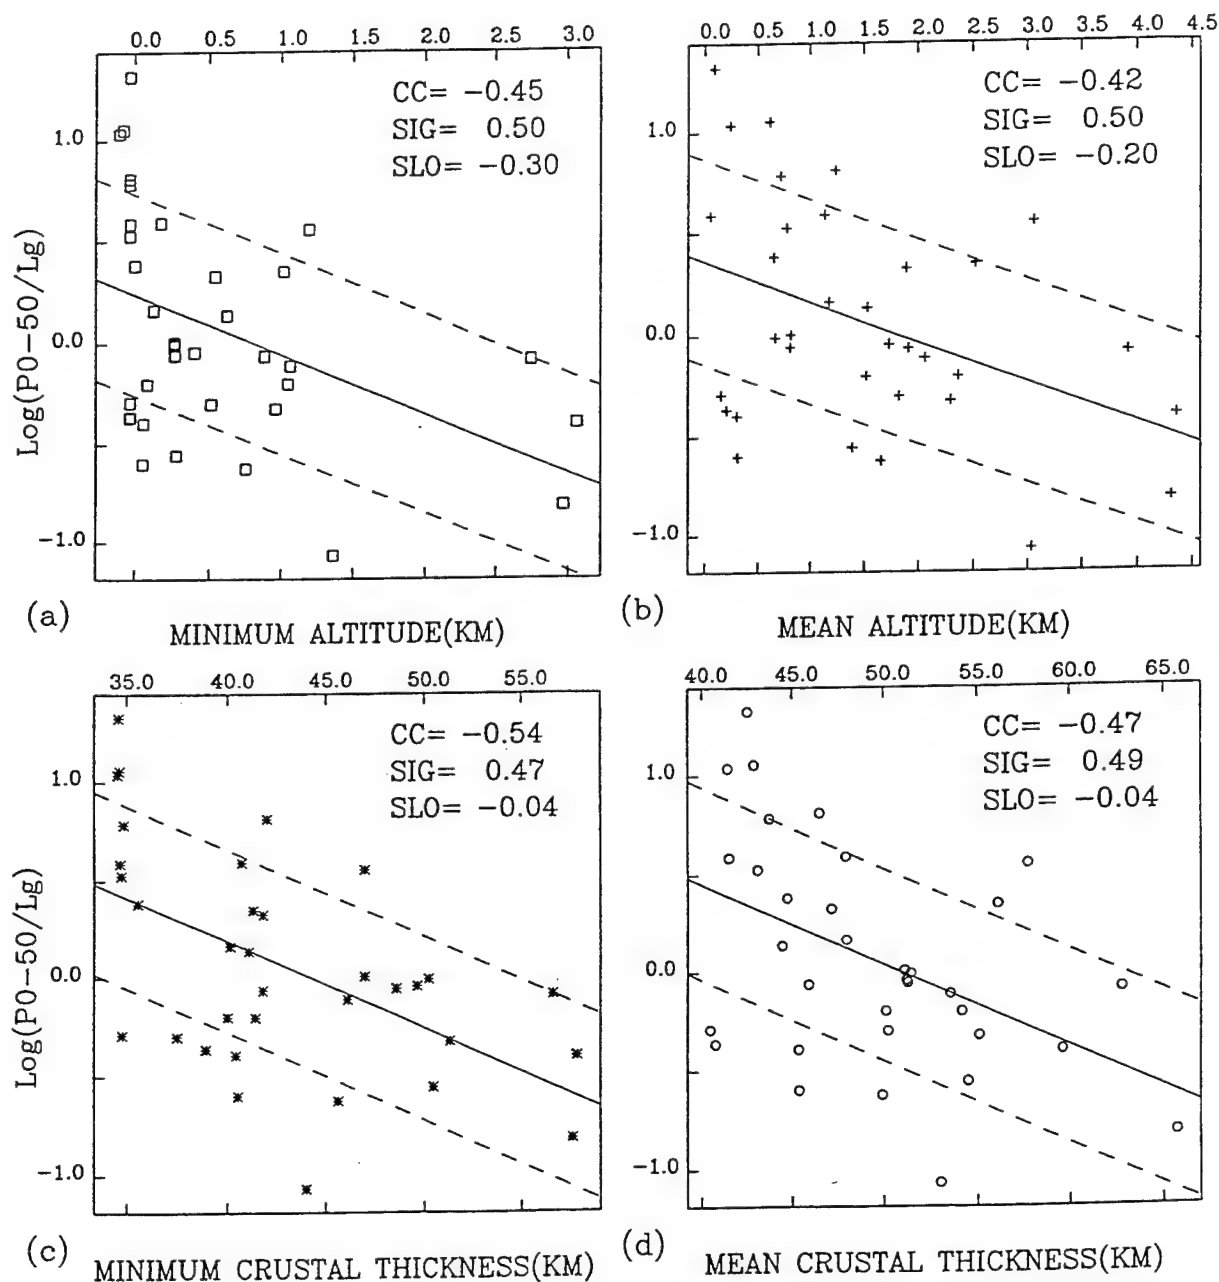 0.0 0.5 1.0 2.0 2.5 3.0
CC= −0.45
SIG= 0.50
SLO= −0.30
1.0
0.0
−1.0
Log(P0−50/Lg)
(a) MINIMUM ALTITUDE(KM)
0.0 0.5 1.0 1.5 2.0 2.5 3.0 3.5 4.0 4.5
CC= −0.42
SIG= 0.50
SLO= −0.20
1.0
0.0
−1.0
(b) MEAN ALTITUDE(KM)
35.0 40.0 45.0 50.0 55.0
CC= −0.54
SIG= 0.47
SLO= −0.04
1.0
0.0
−1.0
Log(P0−50/Lg)
(c) MINIMUM CRUSTAL THICKNESS(KM)
40.0 45.0 50.0 55.0 60.0 65.0
CC= −0.47
SIG= 0.49
SLO= −0.04
1.0
0.0
−1.0
(d) MEAN CRUSTAL THICKNESS(KM)